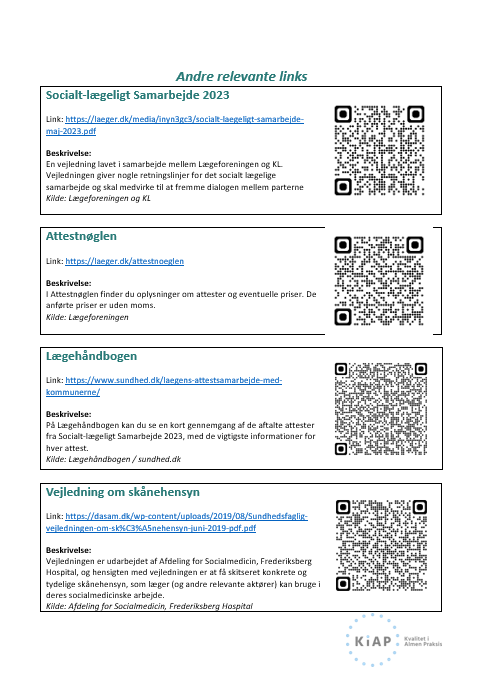 Andre relevante links
Socialt-lægeligt Samarbejde 2023
Link: https://laeger.dk/media/inyn3gc3/socialt-laegeligt-samarbejde-
maj-2023.pdf
Beskrivelse:
En vejledning lavet i samarbejde mellem Lægeforeningen og KL.
Vejledningen giver nogle retningslinjer for det socialt lægelige
samarbejde og skal medvirke til at fremme dialogen mellem parterne
Kilde: Lægeforeningen og KL
Attestnøglen
Link: https://laeger.dk/attestnoeglen
Beskrivelse:
I Attestnøglen finder du oplysninger om attester og eventuelle priser. De
anførte priser er uden moms.
Kilde: Lægeforeningen
Lægehåndbogen
Link: https://www.sundhed.dk/laegens-attestsamarbejde-med-
kommunerne/
Beskrivelse:
På Lægehåndbogen kan du se en kort gennemgang af de aftalte attester
fra Socialt-lægeligt Samarbejde 2023, med de vigtigste informationer for
hver attest.
Kilde: Lægehåndbogen / sundhed.dk
Vejledning om skånehensyn
Link: https://dasam.dk/wp-content/uploads/2019/08/Sundhedsfaglig-
vejledningen-om-sk%C3%A5nehensyn-juni-2019-pdf.pdf
Beskrivelse:
Vejledningen er udarbejdet af Afdeling for Socialmedicin, Frederiksberg
Hospital, og hensigten med vejledningen er at få skitseret konkrete og
tydelige skånehensyn, som læger (og andre relevante aktører) kan bruge i
deres socialmedicinske arbejde.
Kilde: Afdeling for Socialmedicin, Frederiksberg Hospital
KiAP
Kvalitet i
Almen Praksis